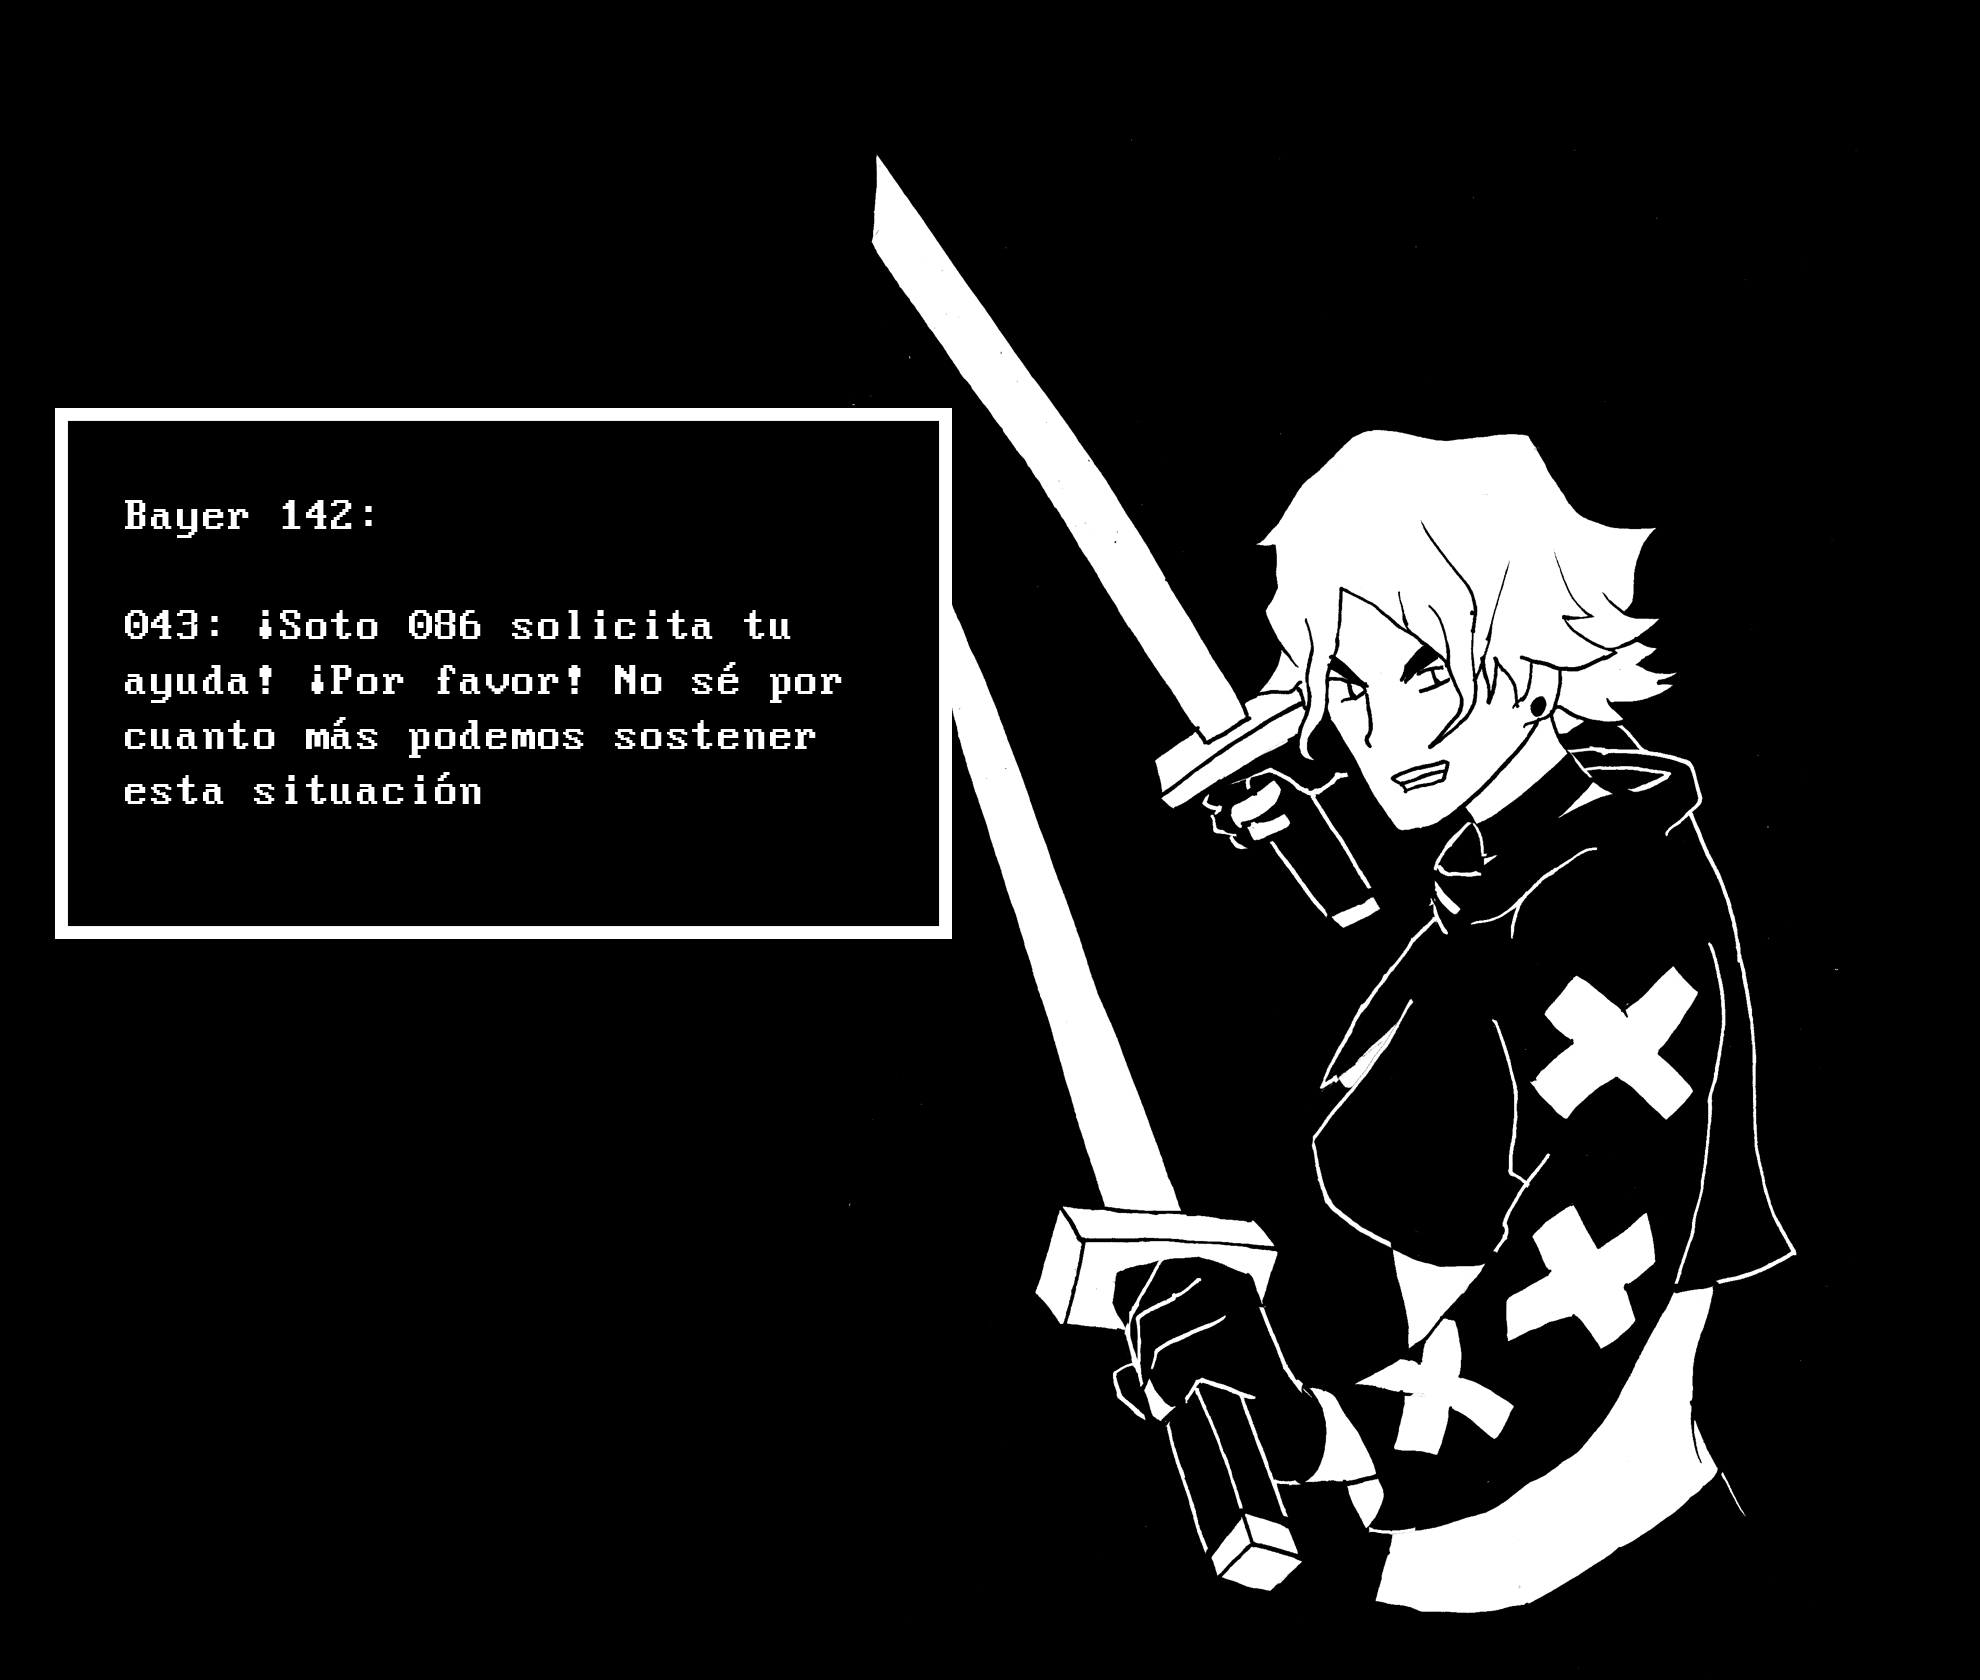 Bayer 142:
043: ¡Soto 086 solicita tu
ayuda! ¡Por favor! No sé por
cuanto más podemos sostener
esta situación